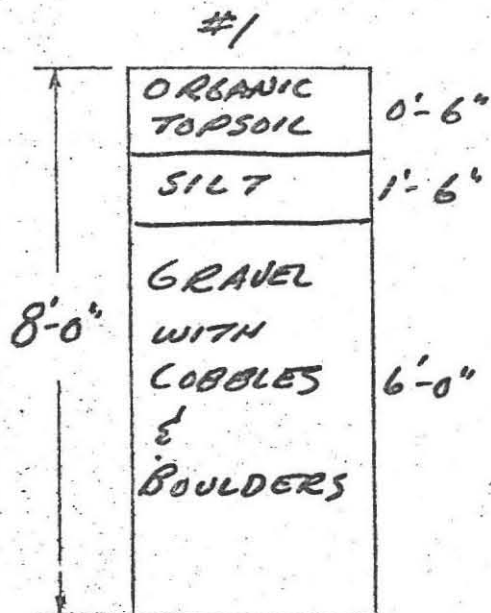 #1
ORGANIC
TOPSOIL
0'-6"
SILT
1'-6"
8'-0"
GRAVEL
WITH
COBBLES
&
BOULDERS
6'-0"